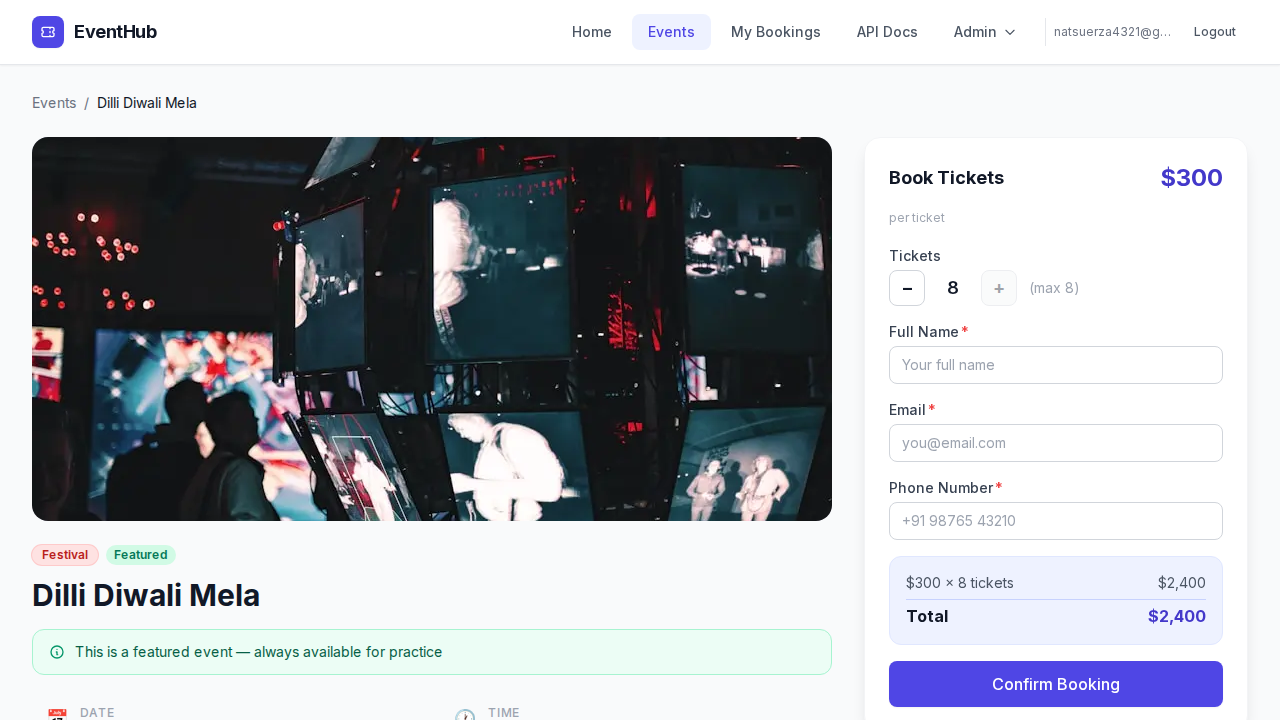 EventHub
Home
Events
My Bookings
API Docs
Admin
natsuerza4321@g...
Logout
Events / Dilli Diwali Mela
Book Tickets
$300
per ticket
Tickets
− 8 + (max 8)
Full Name*
Your full name
Email*
you@email.com
Phone Number*
+91 98765 43210
$300 × 8 tickets $2,400
Total $2,400
Confirm Booking
Festival
Featured
Dilli Diwali Mela
This is a featured event — always available for practice
DATE
TIME